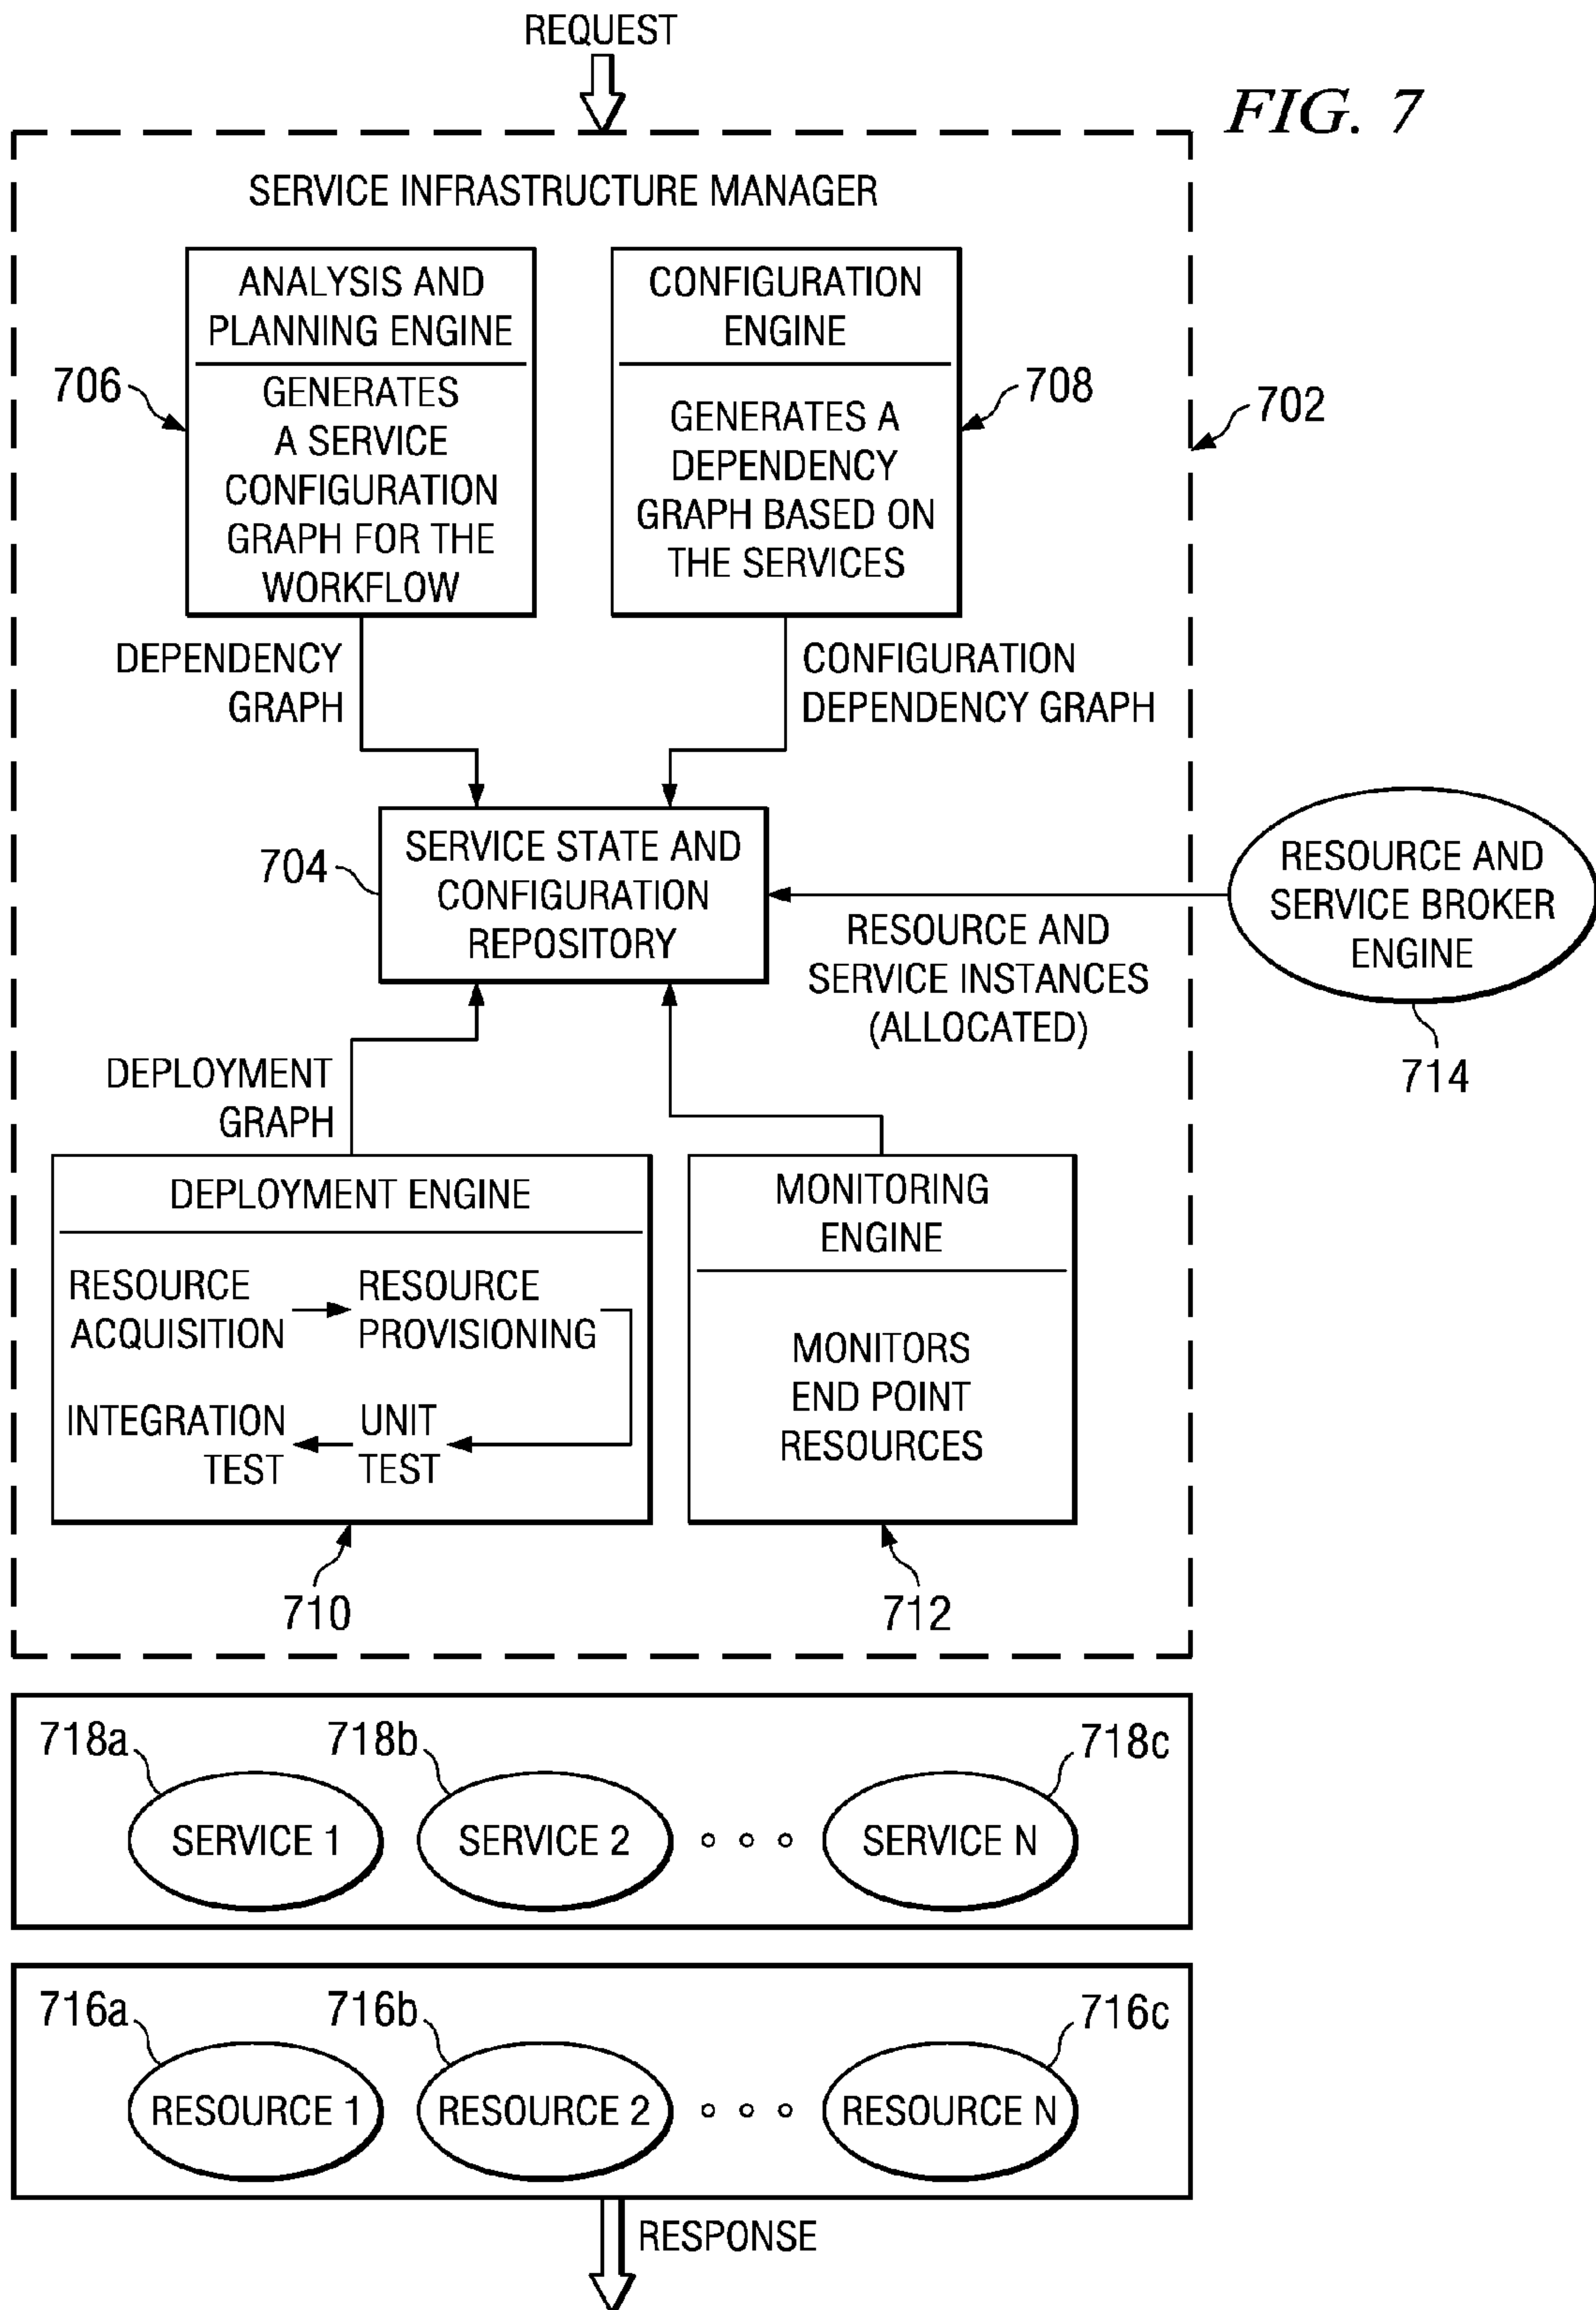 REQUEST
FIG. 7
SERVICE INFRASTRUCTURE MANAGER
ANALYSIS AND
PLANNING ENGINE
GENERATES
A SERVICE
CONFIGURATION
GRAPH FOR THE
WORKFLOW
706
CONFIGURATION
ENGINE
GENERATES A
DEPENDENCY
GRAPH BASED ON
THE SERVICES
708
702
DEPENDENCY
GRAPH
CONFIGURATION
DEPENDENCY GRAPH
704
SERVICE STATE AND
CONFIGURATION
REPOSITORY
RESOURCE AND
SERVICE INSTANCES
(ALLOCATED)
RESOURCE AND
SERVICE BROKER
ENGINE
714
DEPLOYMENT
GRAPH
DEPLOYMENT ENGINE
RESOURCE
ACQUISITION
RESOURCE
PROVISIONING
INTEGRATION
TEST
UNIT
TEST
710
MONITORING
ENGINE
MONITORS
END POINT
RESOURCES
712
718a
718b
718c
SERVICE 1
SERVICE 2
SERVICE N
716a
716b
716c
RESOURCE 1
RESOURCE 2
RESOURCE N
RESPONSE